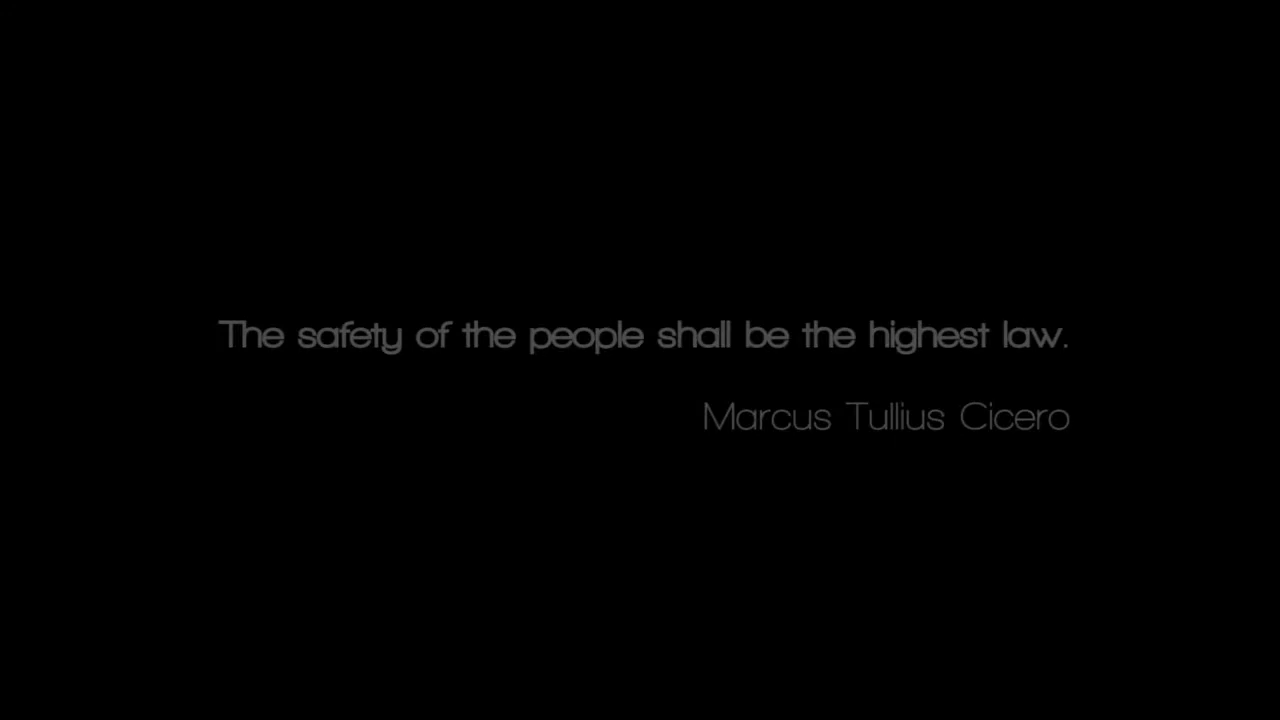 The safety of the people shall be the highest law.
Marcus Tullius Cicero